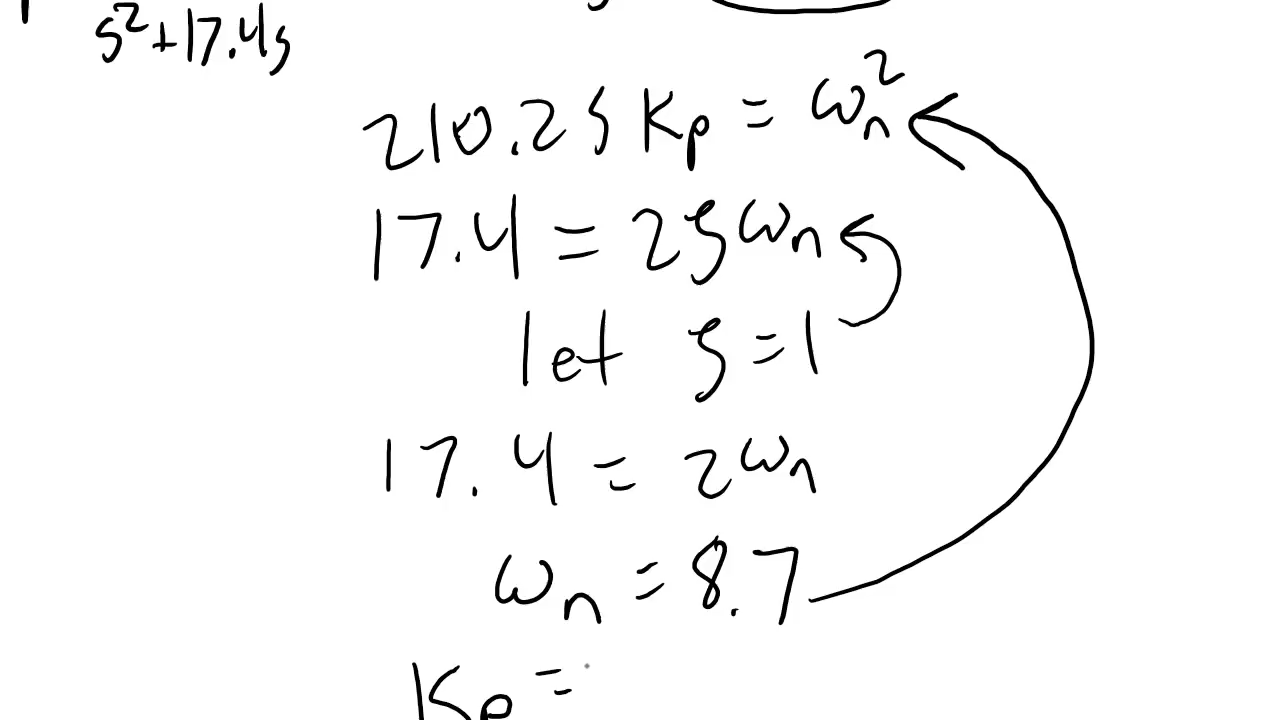 s²+17.4s
210.25 Kp = ωn²
17.4 = 2ζωn
let ζ = 1
17.4 = 2ωn
ωn = 8.7
Kp =